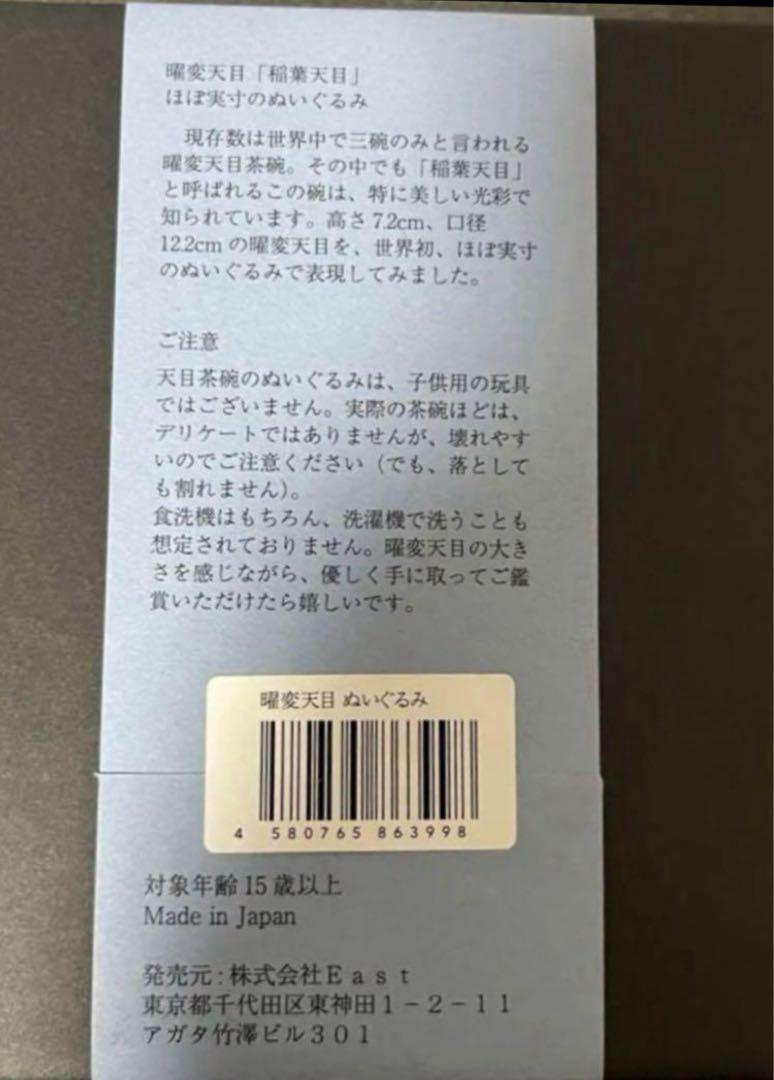 曜変天目「稲葉天目」
ほぼ実寸のぬいぐるみ
現存数は世界中で三碗のみと言われる
曜変天目茶碗。その中でも「稲葉天目」
と呼ばれるこの碗は、特に美しい光彩で
知られています。高さ7.2cm、口径
12.2cmの曜変天目を、世界初、ほぼ実寸
のぬいぐるみで表現してみました。
ご注意
天目茶碗のぬいぐるみは、子供用の玩具
ではございません。実際の茶碗ほどは、
デリケートではありませんが、壊れやす
いのでご注意ください（でも、落として
も割れません）。
食洗機はもちろん、洗濯機で洗うことも
想定されておりません。曜変天目の大き
さを感じながら、優しく手に取ってご鑑
賞いただけたら嬉しいです。
曜変天目 ぬいぐるみ
4 580765 863998
対象年齢15歳以上
Made in Japan
発売元：株式会社East
東京都千代田区東神田1－2－11
アガタ竹澤ビル301